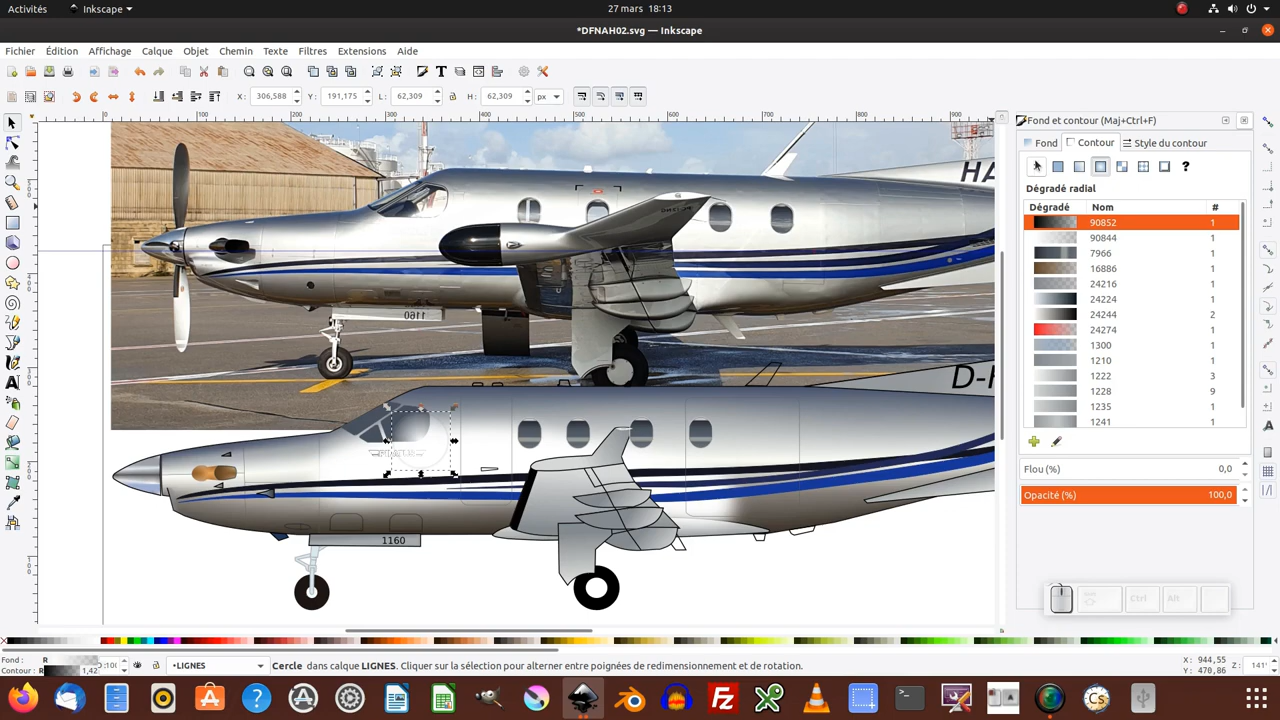 Activités Inkscape 27 mars 18:13
*DFNAH02.svg — Inkscape
Fichier Édition Affichage Calque Objet Chemin Texte Filtres Extensions Aide
X: 306,588 Y: 191,175 L: 62,309 H: 62,309 px
Fond et contour (Maj+Ctrl+F)
Fond Contour Style du contour
?
Dégradé radial
Dégradé Nom #
90852 1
90844 1
7966 1
16886 1
24216 1
24224 1
24244 2
24274 1
1300 1
1210 1
1222 3
1228 9
1235 1
1241 1
Flou (%) 0,0
Opacité (%) 100,0
HA
1160
D-H
PILATUS
1160
Ctrl Alt
Fond : R
Contour : R 1,42
•LIGNES
Cercle dans calque LIGNES. Cliquer sur la sélection pour alterner entre poignées de redimensionnement et de rotation.
X: 944,55
Y: 470,86
Z: 141